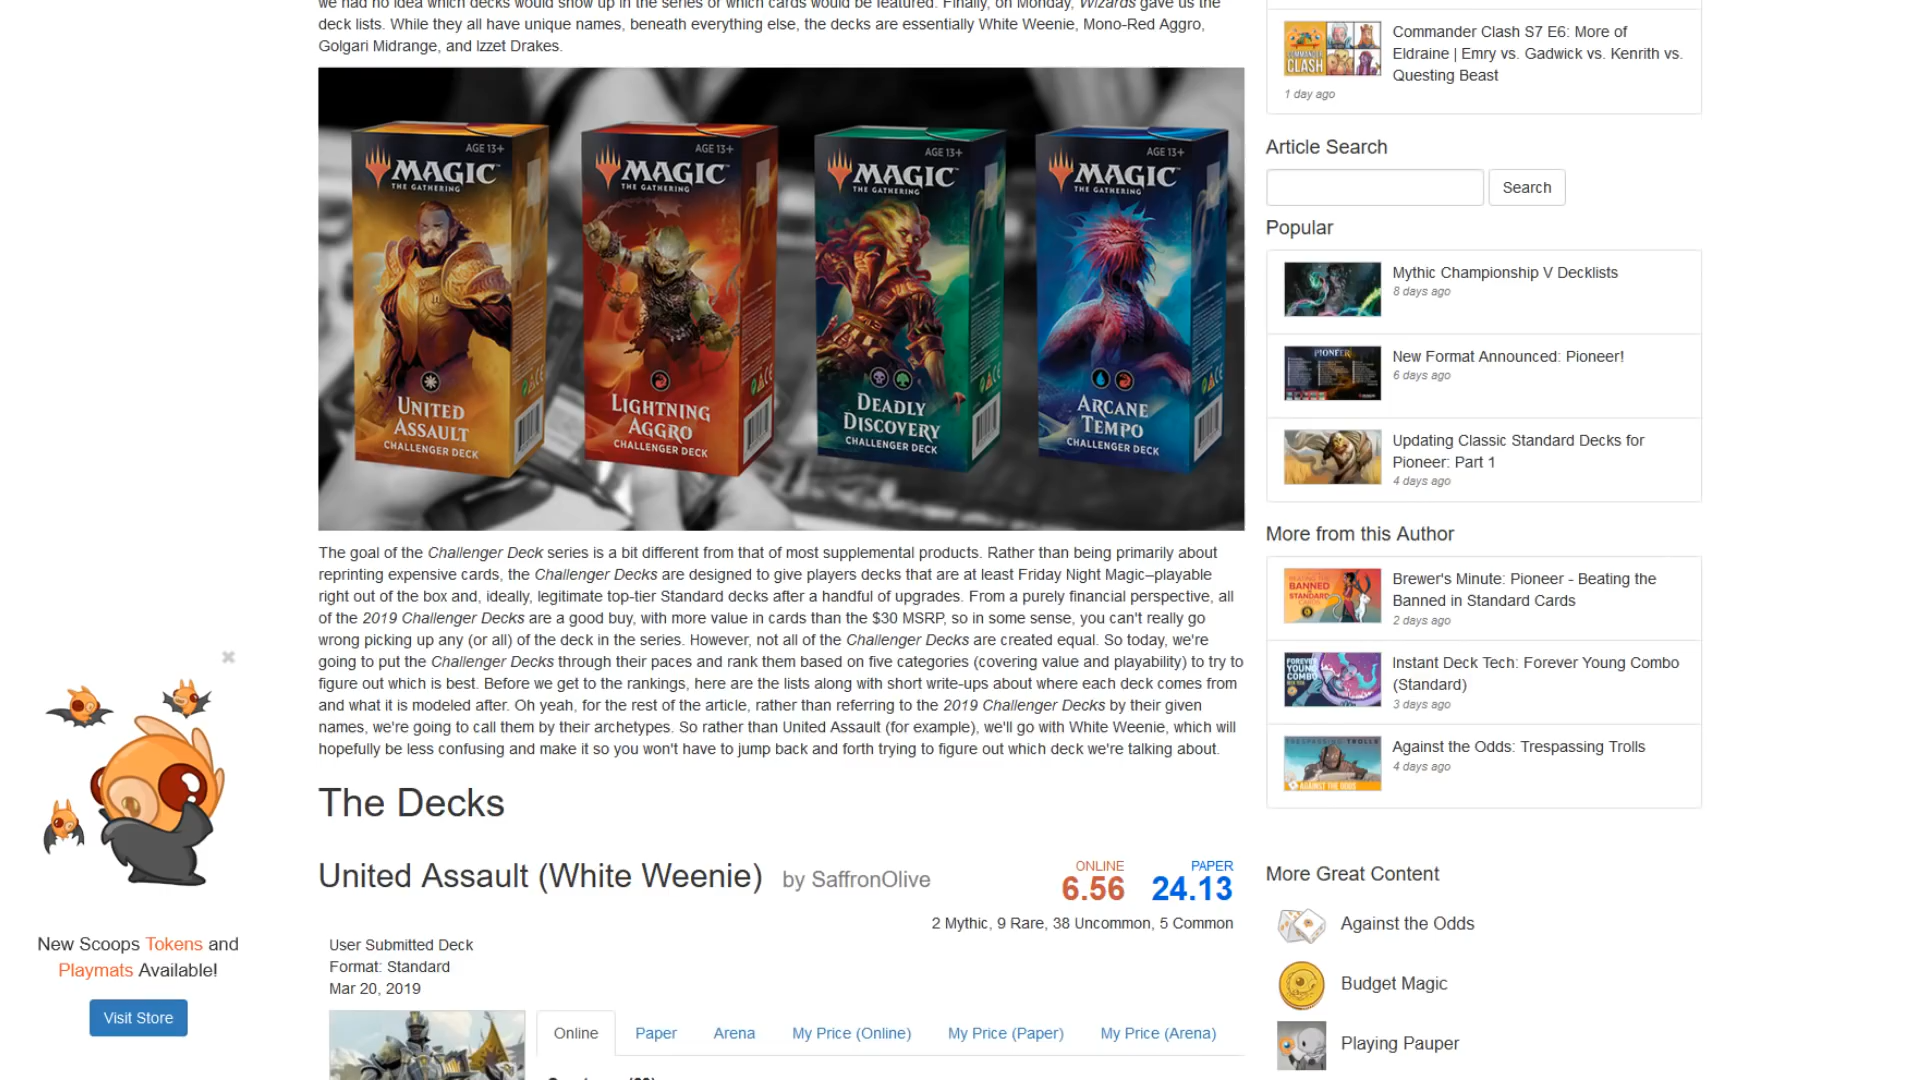 we had no idea which decks would show up in the series or which cards would be featured. Finally, on Monday, Wizards gave us the
deck lists. While they all have unique names, beneath everything else, the decks are essentially White Weenie, Mono-Red Aggro,
Golgari Midrange, and Izzet Drakes.
AGE 13+
MAGIC
THE GATHERING
UNITED
ASSAULT
CHALLENGER DECK
AGE 13+
MAGIC
THE GATHERING
LIGHTNING
AGGRO
CHALLENGER DECK
AGE 13+
MAGIC
THE GATHERING
DEADLY
DISCOVERY
CHALLENGER DECK
AGE 13+
MAGIC
THE GATHERING
ARCANE
TEMPO
CHALLENGER DECK
The goal of the Challenger Deck series is a bit different from that of most supplemental products. Rather than being primarily about
reprinting expensive cards, the Challenger Decks are designed to give players decks that are at least Friday Night Magic–playable
right out of the box and, ideally, legitimate top-tier Standard decks after a handful of upgrades. From a purely financial perspective, all
of the 2019 Challenger Decks are a good buy, with more value in cards than the $30 MSRP, so in some sense, you can't really go
wrong picking up any (or all) of the deck in the series. However, not all of the Challenger Decks are created equal. So today, we're
going to put the Challenger Decks through their paces and rank them based on five categories (covering value and playability) to try to
figure out which is best. Before we get to the rankings, here are the lists along with short write-ups about where each deck comes from
and what it is modeled after. Oh yeah, for the rest of the article, rather than referring to the 2019 Challenger Decks by their given
names, we're going to call them by their archetypes. So rather than United Assault (for example), we'll go with White Weenie, which will
hopefully be less confusing and make it so you won't have to jump back and forth trying to figure out which deck we're talking about.
The Decks
United Assault (White Weenie) by SaffronOlive
ONLINE
6.56
PAPER
24.13
2 Mythic, 9 Rare, 38 Uncommon, 5 Common
User Submitted Deck
Format: Standard
Mar 20, 2019
Online
Paper
Arena
My Price (Online)
My Price (Paper)
My Price (Arena)
New Scoops Tokens and
Playmats Available!
Visit Store
COMMANDER
CLASH
Commander Clash S7 E6: More of
Eldraine | Emry vs. Gadwick vs. Kenrith vs.
Questing Beast
1 day ago
Article Search
Search
Popular
Mythic Championship V Decklists
8 days ago
PIONEER
New Format Announced: Pioneer!
6 days ago
Updating Classic Standard Decks for
Pioneer: Part 1
4 days ago
More from this Author
BEATING THE
BANNED
IN STANDARD
CARDS
Brewer's Minute: Pioneer - Beating the
Banned in Standard Cards
2 days ago
FOREVER
YOUNG
COMBO
Instant Deck Tech: Forever Young Combo
(Standard)
3 days ago
TRESPASSING TROLLS
AGAINST THE ODDS
Against the Odds: Trespassing Trolls
4 days ago
More Great Content
Against the Odds
Budget Magic
Playing Pauper